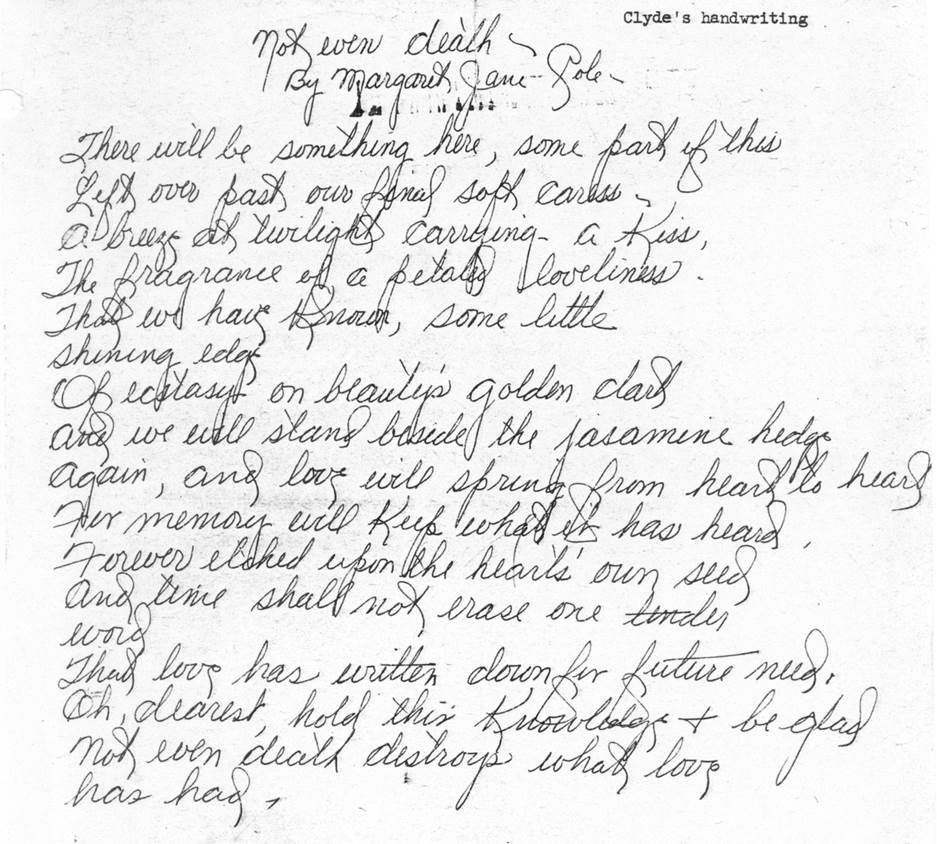 Clyde's handwriting
Not even death
By Margaret Jane - Pole -
There will be something here, some part of this
Left over past our final soft caress -
a breeze at twilight carrying - a Kiss,
The fragrance of a petaled loveliness.
That we have Known, some little
shining edge
Of ecstasy on beauty's golden dart
and we will stand beside the jasamine hedge
again, and love will spring from heart to heart
For memory will Keep what it has heard,
Forever etched upon the heart's own seed
And time shall not erase one tender
word
That love has written down for future need.
Oh, dearest, hold this Knowledge + be glad
Not even death destroys what love
has had,